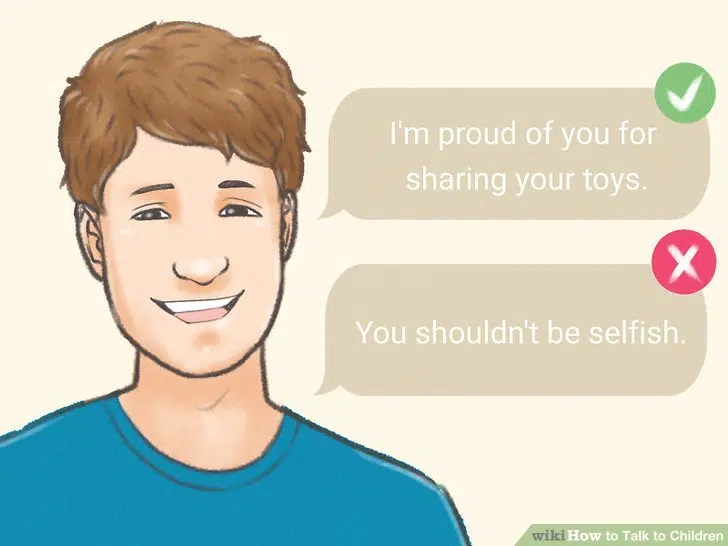 I'm proud of you for
sharing your toys.
You shouldn't be selfish.
wikiHow to Talk to Children